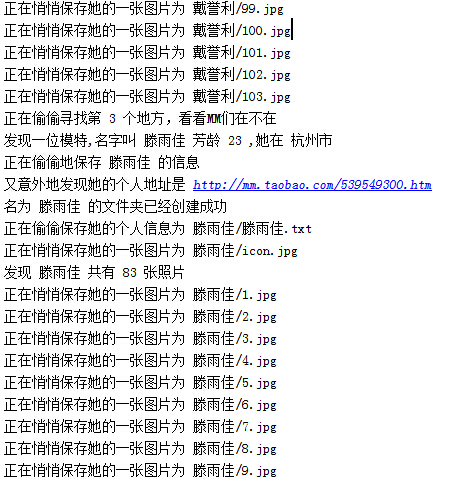 正在悄悄保存她的一张图片为 戴誉利/99.jpg
正在悄悄保存她的一张图片为 戴誉利/100.jpg
正在悄悄保存她的一张图片为 戴誉利/101.jpg
正在悄悄保存她的一张图片为 戴誉利/102.jpg
正在悄悄保存她的一张图片为 戴誉利/103.jpg
正在偷偷寻找第 3 个地方，看看MM们在不在
发现一位模特,名字叫 滕雨佳 芳龄 23 ,她在 杭州市
正在偷偷地保存 滕雨佳 的信息
又意外地发现她的个人地址是 http://mm.taobao.com/539549300.htm
名为 滕雨佳 的文件夹已经创建成功
正在偷偷保存她的个人信息为 滕雨佳/滕雨佳.txt
正在悄悄保存她的一张图片为 滕雨佳/icon.jpg
发现 滕雨佳 共有 83 张照片
正在悄悄保存她的一张图片为 滕雨佳/1.jpg
正在悄悄保存她的一张图片为 滕雨佳/2.jpg
正在悄悄保存她的一张图片为 滕雨佳/3.jpg
正在悄悄保存她的一张图片为 滕雨佳/4.jpg
正在悄悄保存她的一张图片为 滕雨佳/5.jpg
正在悄悄保存她的一张图片为 滕雨佳/6.jpg
正在悄悄保存她的一张图片为 滕雨佳/7.jpg
正在悄悄保存她的一张图片为 滕雨佳/8.jpg
正在悄悄保存她的一张图片为 滕雨佳/9.jpg